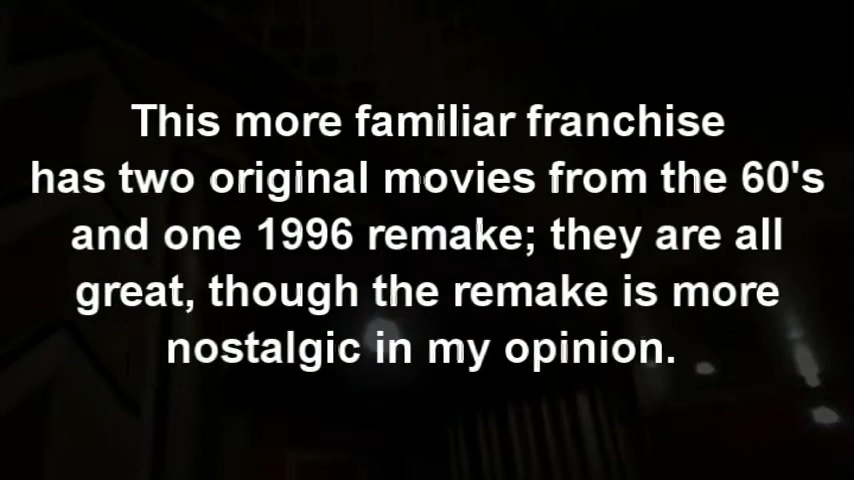 This more familiar franchise
has two original movies from the 60's
and one 1996 remake; they are all
great, though the remake is more
nostalgic in my opinion.